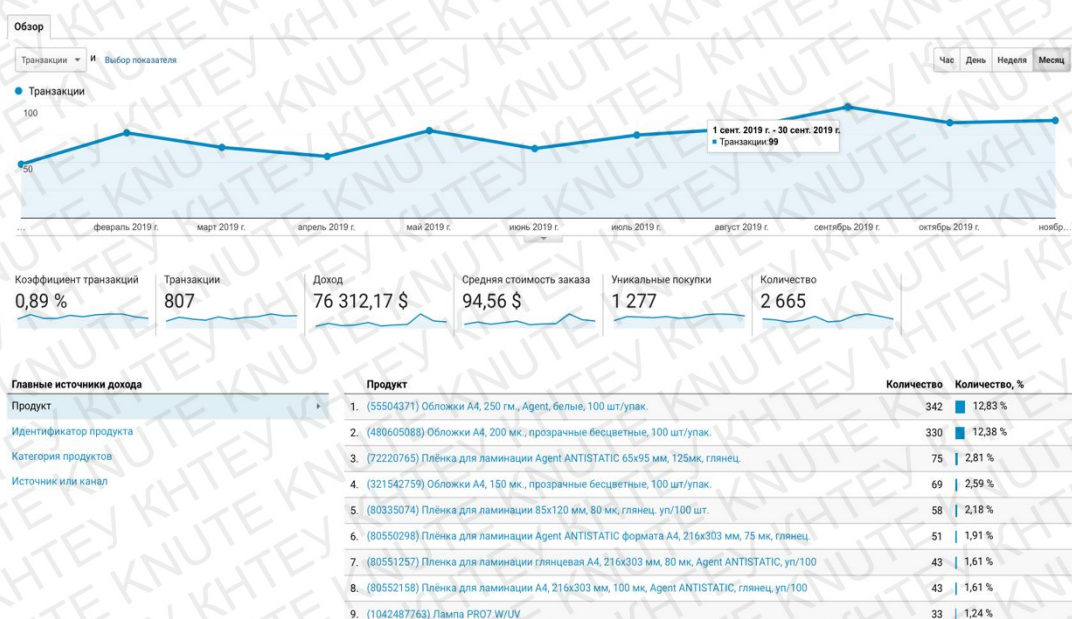 Обзор
Транзакции и Выбор показателя
Час День Неделя Месяц
Транзакции
100
1 сент. 2019 г. - 30 сент. 2019 г.
Транзакции:99
50
... февраль 2019 г. март 2019 г. апрель 2019 г. май 2019 г. июнь 2019 г. июль 2019 г. август 2019 г. сентябрь 2019 г. октябрь 2019 г. ноябр...
Коэффициент транзакций Транзакции Доход Средняя стоимость заказа Уникальные покупки Количество
0,89 % 807 76 312,17 $ 94,56 $ 1 277 2 665
Главные источники дохода Продукт Количество Количество, %
Продукт 1. (55504371) Обложки А4, 250 гм., Agent, белые, 100 шт/упак. 342 12,83 %
Идентификатор продукта 2. (480605088) Обложки А4, 200 мк., прозрачные бесцветные, 100 шт/упак. 330 12,38 %
Категория продуктов 3. (72220765) Плёнка для ламинации Agent ANTISTATIC 65x95 мм, 125мк, глянец. 75 2,81 %
Источник или канал 4. (321542759) Обложки А4, 150 мк., прозрачные бесцветные, 100 шт/упак. 69 2,59 %
5. (80335074) Плёнка для ламинации 85x120 мм, 80 мк, глянец. уп/100 шт. 58 2,18 %
6. (80550298) Плёнка для ламинации Agent ANTISTATIC формата А4, 216x303 мм, 75 мк, глянец. 51 1,91 %
7. (80551257) Пленка для ламинации глянцевая А4, 216x303 мм, 80 мк, Agent ANTISTATIC, уп/100 43 1,61 %
8. (80552158) Плёнка для ламинации А4, 216x303 мм, 100 мк, Agent ANTISTATIC, глянец, уп/100 43 1,61 %
9. (1042487763) Лампа PRO7 W/UV 33 1,24 %
KHTEY KNUTE